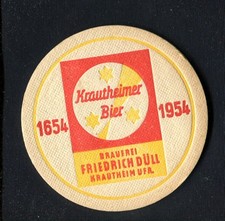 Krautheimer
Bier
1654 1954
BRAUEREI
FRIEDRICH DÜLL
KRAUTHEIM UFR.